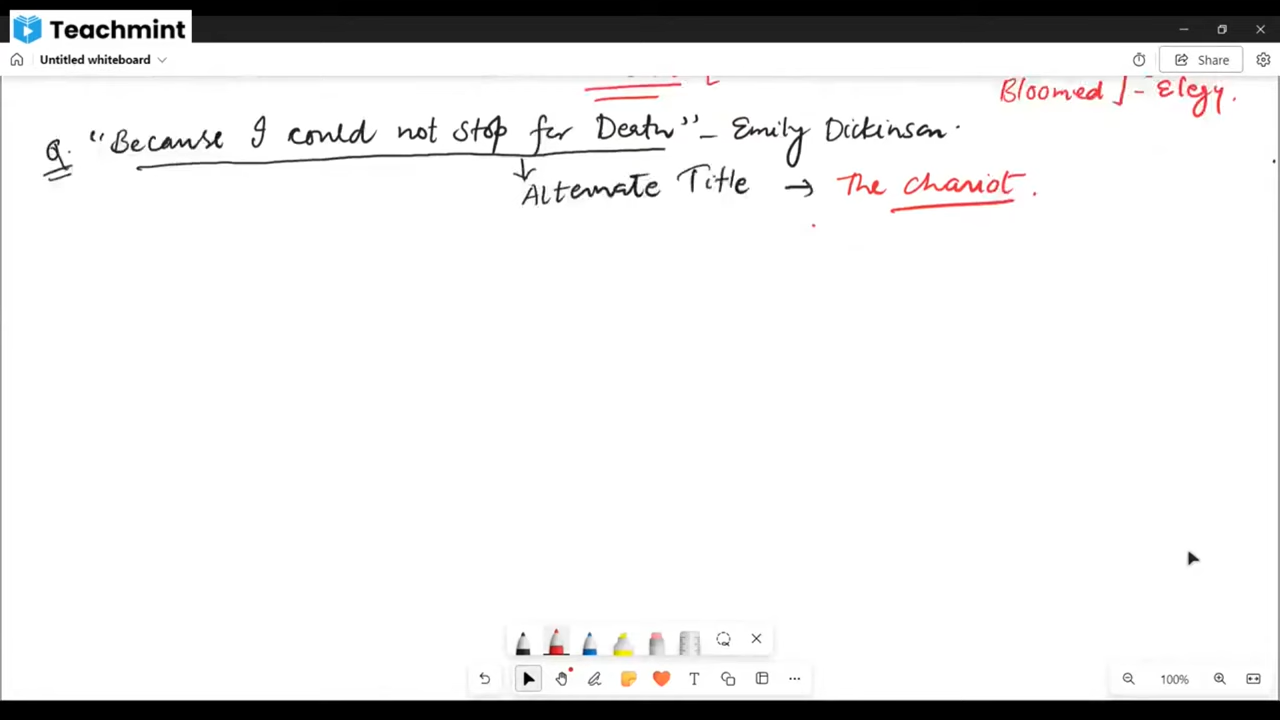 Teachmint
Untitled whiteboard
Share
Bloomed ] - Elegy.
Q. "Because I could not stop for Death" - Emily Dickinson.
Alternate Title → The chariot.
100%